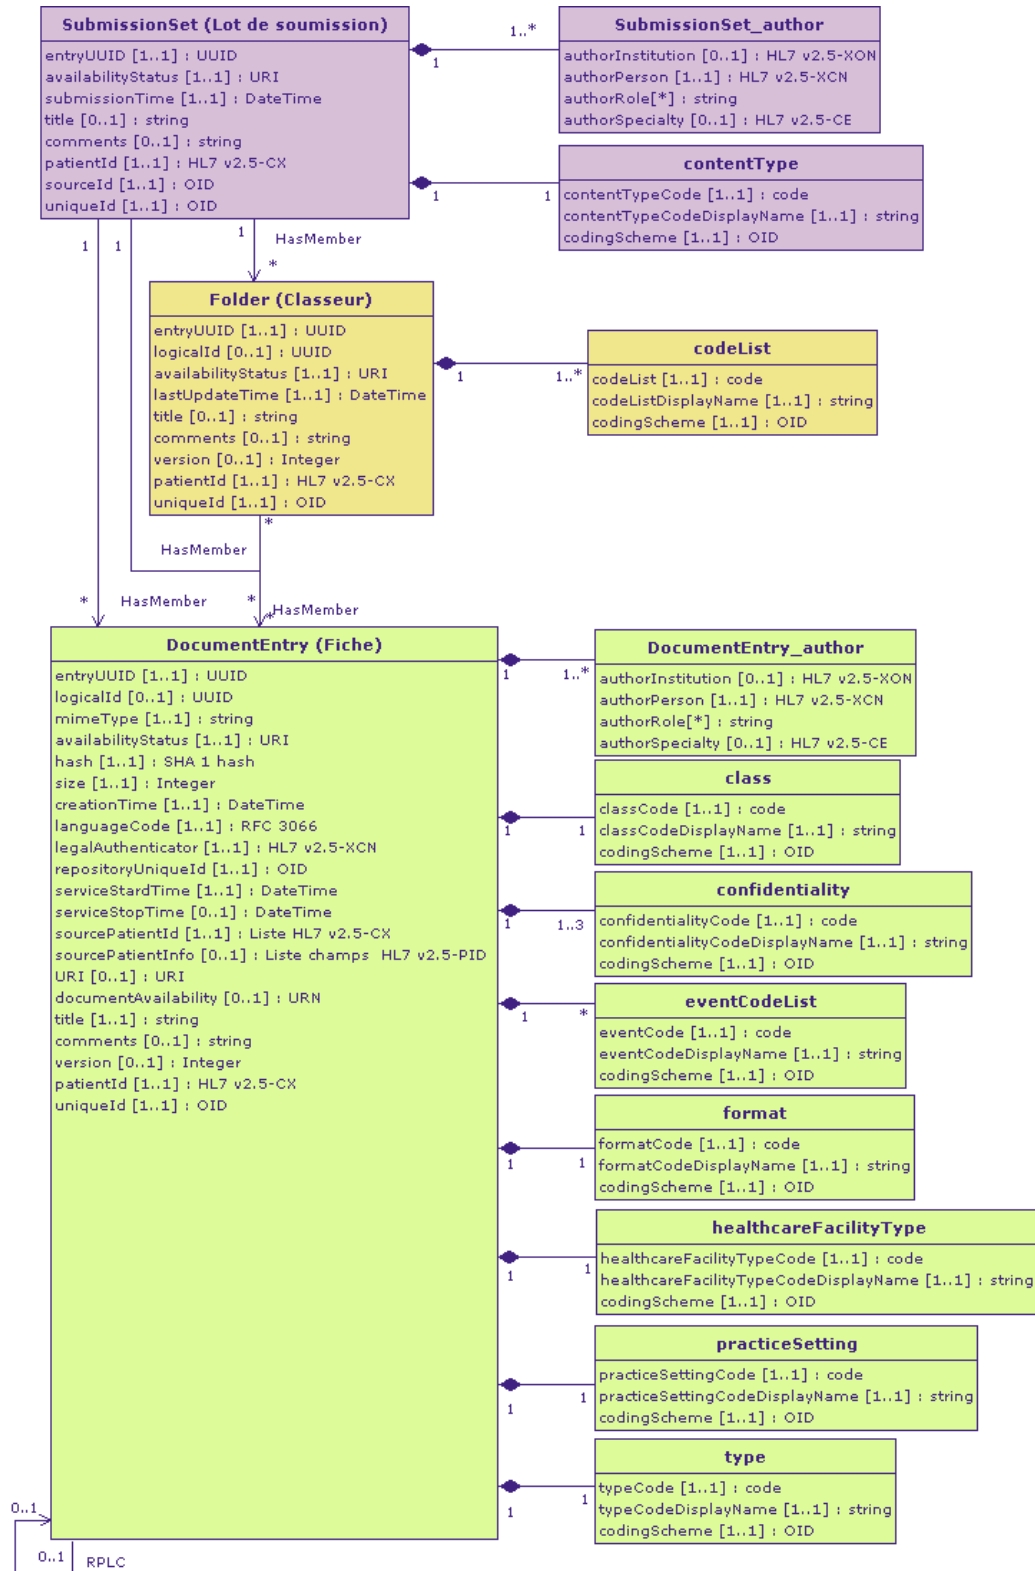 SubmissionSet (Lot de soumission)
entryUUID [1..1] : UUID
availabilityStatus [1..1] : URI
submissionTime [1..1] : DateTime
title [0..1] : string
comments [0..1] : string
patientId [1..1] : HL7 v2.5-CX
sourceId [1..1] : OID
uniqueId [1..1] : OID
1
1..*
SubmissionSet_author
authorInstitution [0..1] : HL7 v2.5-XON
authorPerson [1..1] : HL7 v2.5-XCN
authorRole[*] : string
authorSpecialty [0..1] : HL7 v2.5-CE
1
1
contentType
contentTypeCode [1..1] : code
contentTypeCodeDisplayName [1..1] : string
codingScheme [1..1] : OID
1
1
1
HasMember
*
Folder (Classeur)
entryUUID [1..1] : UUID
logicalId [0..1] : UUID
availabilityStatus [1..1] : URI
lastUpdateTime [1..1] : DateTime
title [0..1] : string
comments [0..1] : string
version [0..1] : Integer
patientId [1..1] : HL7 v2.5-CX
uniqueId [1..1] : OID
1
1..*
codeList
codeList [1..1] : code
codeListDisplayName [1..1] : string
codingScheme [1..1] : OID
*
HasMember
*
HasMember
*
*
HasMember
DocumentEntry (Fiche)
entryUUID [1..1] : UUID
logicalId [0..1] : UUID
mimeType [1..1] : string
availabilityStatus [1..1] : URI
hash [1..1] : SHA 1 hash
size [1..1] : Integer
creationTime [1..1] : DateTime
languageCode [1..1] : RFC 3066
legalAuthenticator [1..1] : HL7 v2.5-XCN
repositoryUniqueId [1..1] : OID
serviceStardTime [1..1] : DateTime
serviceStopTime [0..1] : DateTime
sourcePatientId [1..1] : Liste HL7 v2.5-CX
sourcePatientInfo [0..1] : Liste champs HL7 v2.5-PID
URI [0..1] : URI
documentAvailability [0..1] : URN
title [1..1] : string
comments [0..1] : string
version [0..1] : Integer
patientId [1..1] : HL7 v2.5-CX
uniqueId [1..1] : OID
1
1..*
DocumentEntry_author
authorInstitution [0..1] : HL7 v2.5-XON
authorPerson [1..1] : HL7 v2.5-XCN
authorRole[*] : string
authorSpecialty [0..1] : HL7 v2.5-CE
1
1
class
classCode [1..1] : code
classCodeDisplayName [1..1] : string
codingScheme [1..1] : OID
1
1..3
confidentiality
confidentialityCode [1..1] : code
confidentialityCodeDisplayName [1..1] : string
codingScheme [1..1] : OID
1
*
eventCodeList
eventCode [1..1] : code
eventCodeDisplayName [1..1] : string
codingScheme [1..1] : OID
1
1
format
formatCode [1..1] : code
formatCodeDisplayName [1..1] : string
codingScheme [1..1] : OID
1
1
healthcareFacilityType
healthcareFacilityTypeCode [1..1] : code
healthcareFacilityTypeCodeDisplayName [1..1] : string
codingScheme [1..1] : OID
1
1
practiceSetting
practiceSettingCode [1..1] : code
practiceSettingCodeDisplayName [1..1] : string
codingScheme [1..1] : OID
1
1
type
typeCode [1..1] : code
typeCodeDisplayName [1..1] : string
codingScheme [1..1] : OID
0..1
0..1
RPLC